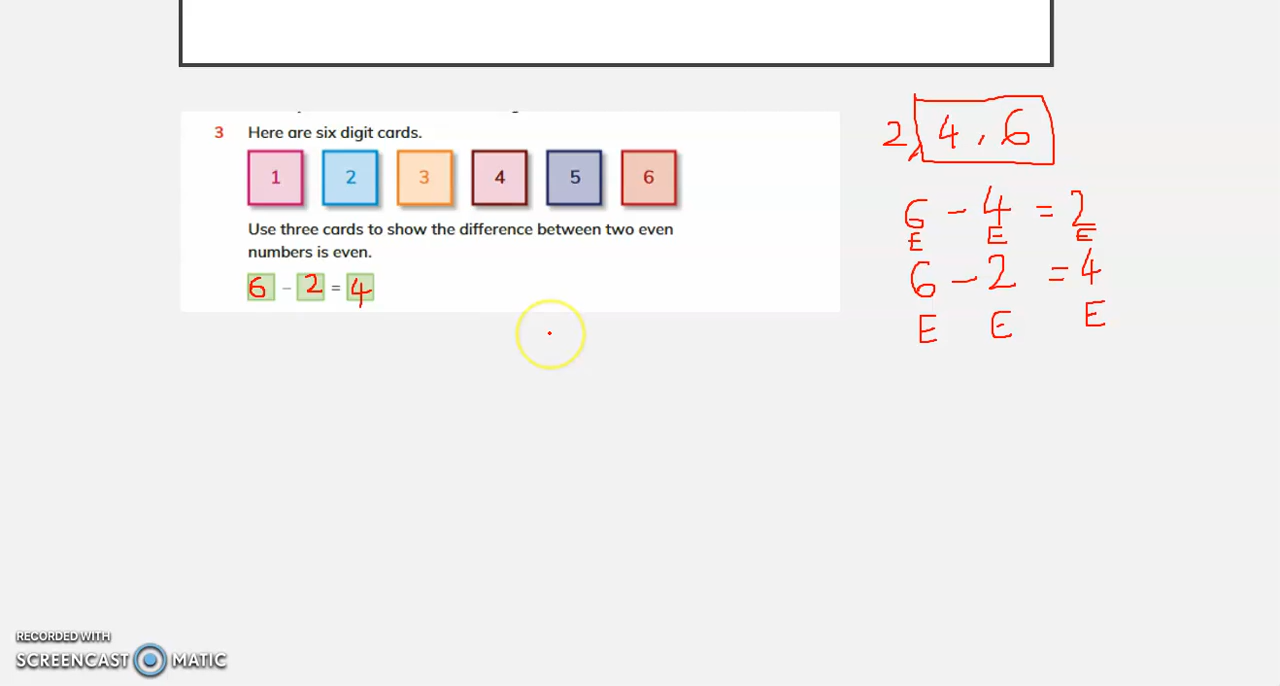 3 Here are six digit cards.
1 2 3 4 5 6
Use three cards to show the difference between two even
numbers is even.
6 - 2 = 4
2, 4, 6
6 - 4 = 2
E E E
6 - 2 = 4
E E E
RECORDED WITH
SCREENCAST MATIC